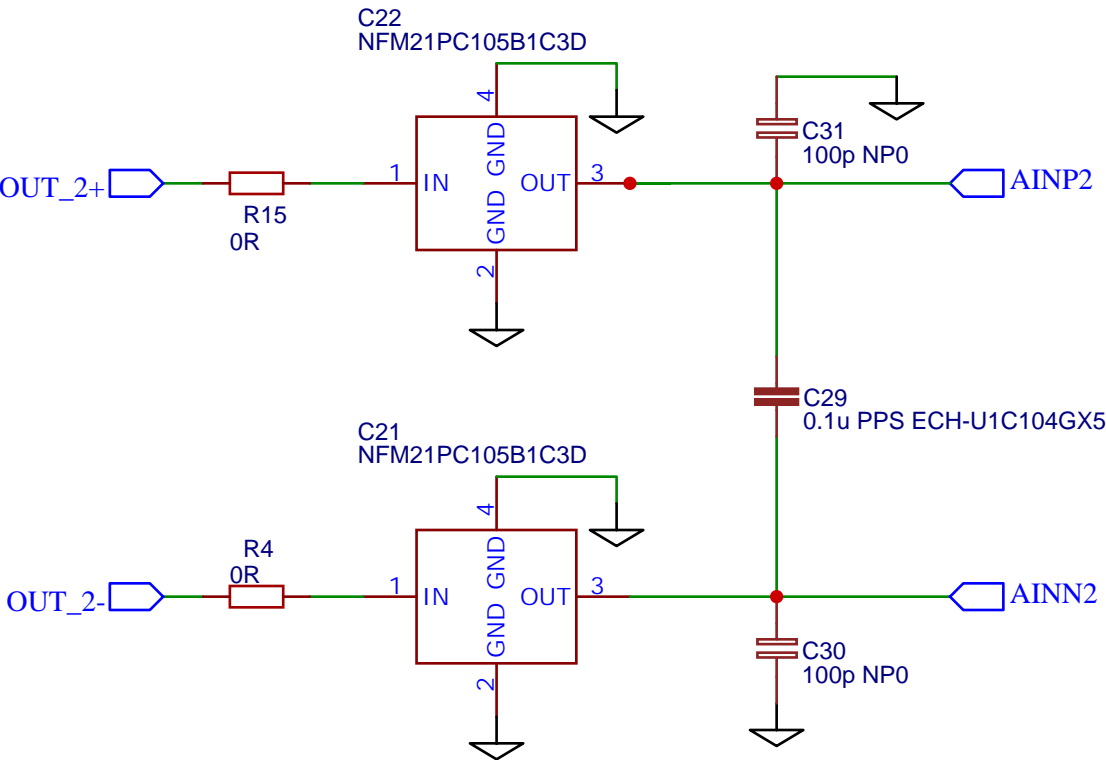 C22
NFM21PC105B1C3D
4
GND
C31
100p NP0
OUT_2+
1
IN
OUT
3
AINP2
R15
0R
GND
2
C29
0.1u PPS ECH-U1C104GX5
C21
NFM21PC105B1C3D
4
GND
R4
0R
OUT_2-
1
IN
OUT
3
AINN2
GND
2
C30
100p NP0